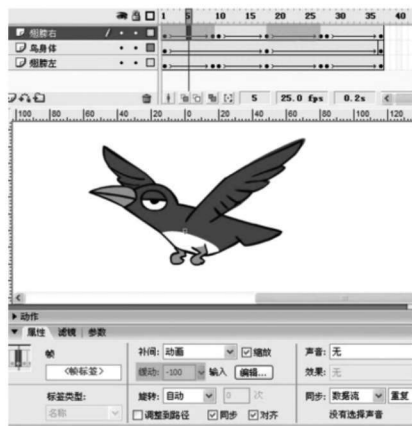 1 5 10 15 20 25 30 35 40
翅膀右
鸟身体
翅膀左
5 25.0 fps 0.2s
100 80 60 40 20 0 20 40 60 80 100 120
动作
属性 滤镜 参数
帧 补间: 动画 缩放 声音: 无
<帧标签> 缓动: -100 输入 编辑... 效果: 无
标签类型: 旋转: 自动 0 次 同步: 数据流 重复
名称 调整到路径 同步 对齐 没有选择声音